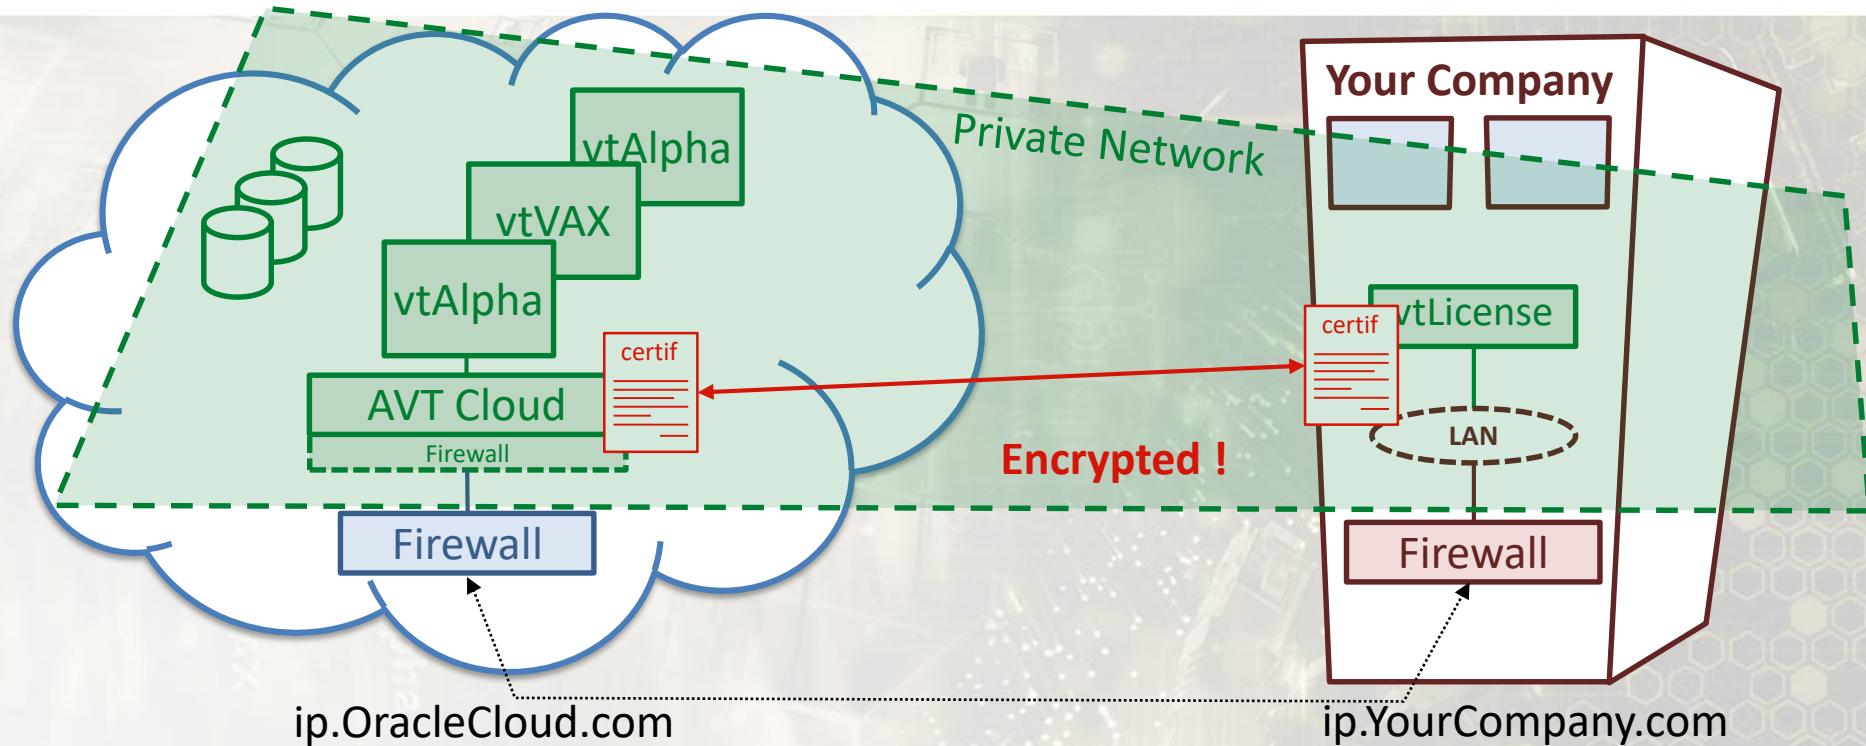 Your Company
Private Network
vtAlpha
vtVAX
vtAlpha
vtLicense
certif
certif
AVT Cloud
Firewall
LAN
Encrypted !
Firewall
Firewall
ip.OracleCloud.com
ip.YourCompany.com